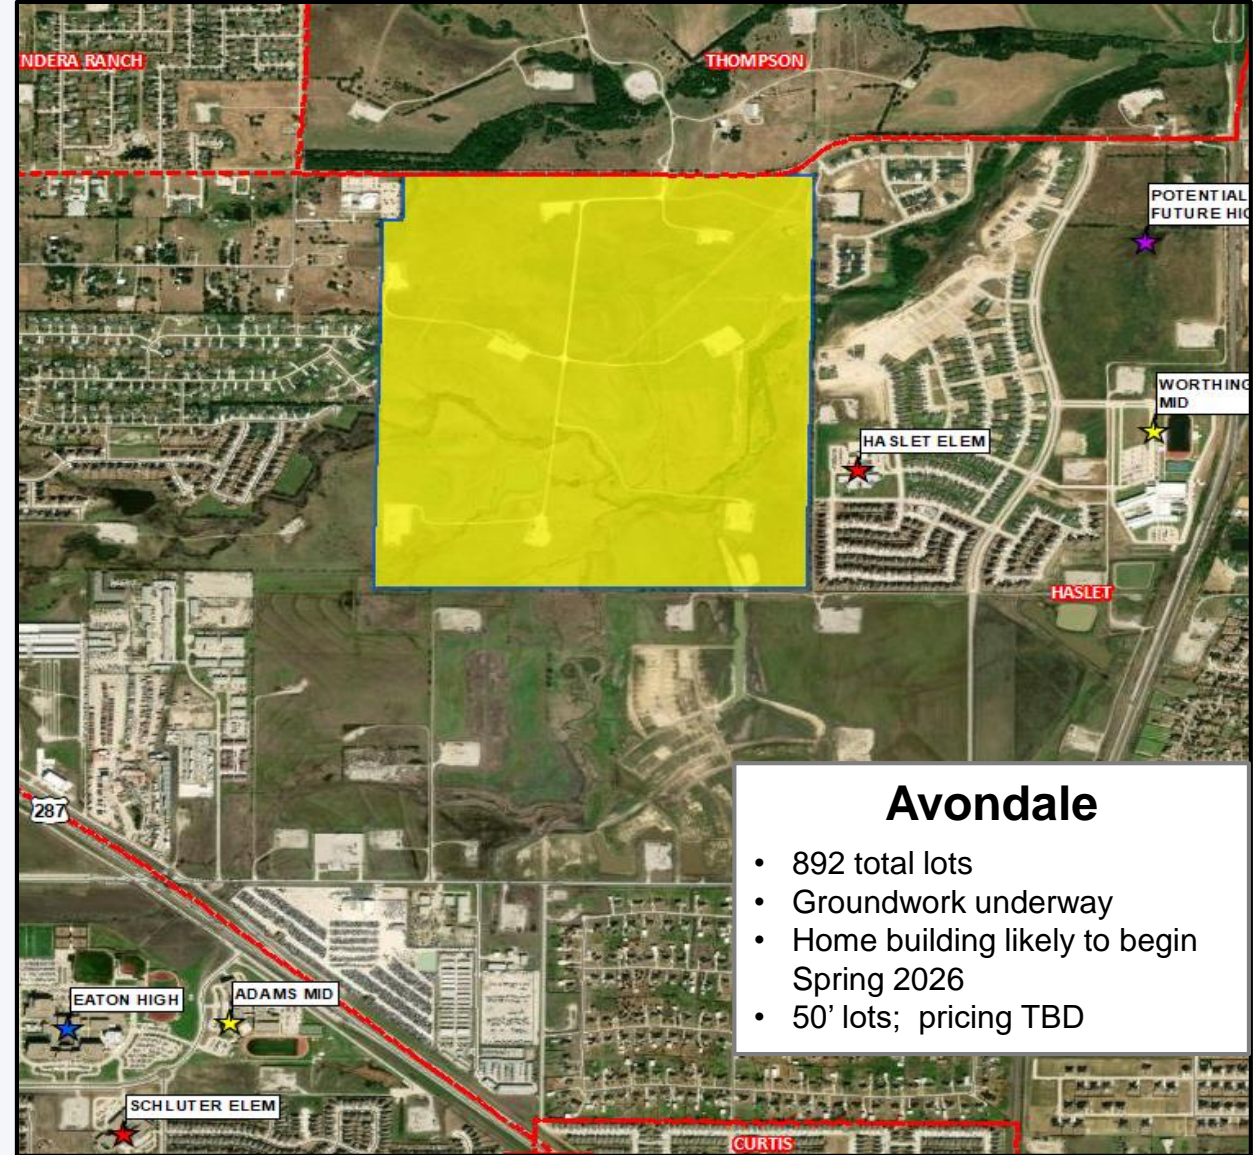 NDERA RANCH
THOMPSON
POTENTIAL
FUTURE HIG
WORTHING
MID
HASLET ELEM
HASLET
287
Avondale
• 892 total lots
• Groundwork underway
• Home building likely to begin
Spring 2026
• 50’ lots; pricing TBD
EATON HIGH
ADAMS MID
SCHLUTER ELEM
CURTIS